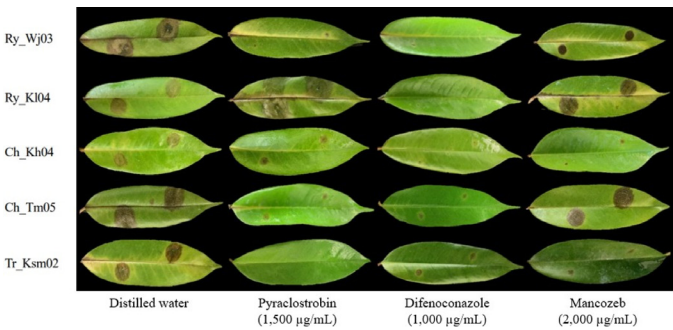 Ry_Wj03
Ry_Kl04
Ch_Kh04
Ch_Tm05
Tr_Ksm02
Distilled water
Pyraclostrobin
(1,500 µg/mL)
Difenoconazole
(1,000 µg/mL)
Mancozeb
(2,000 µg/mL)